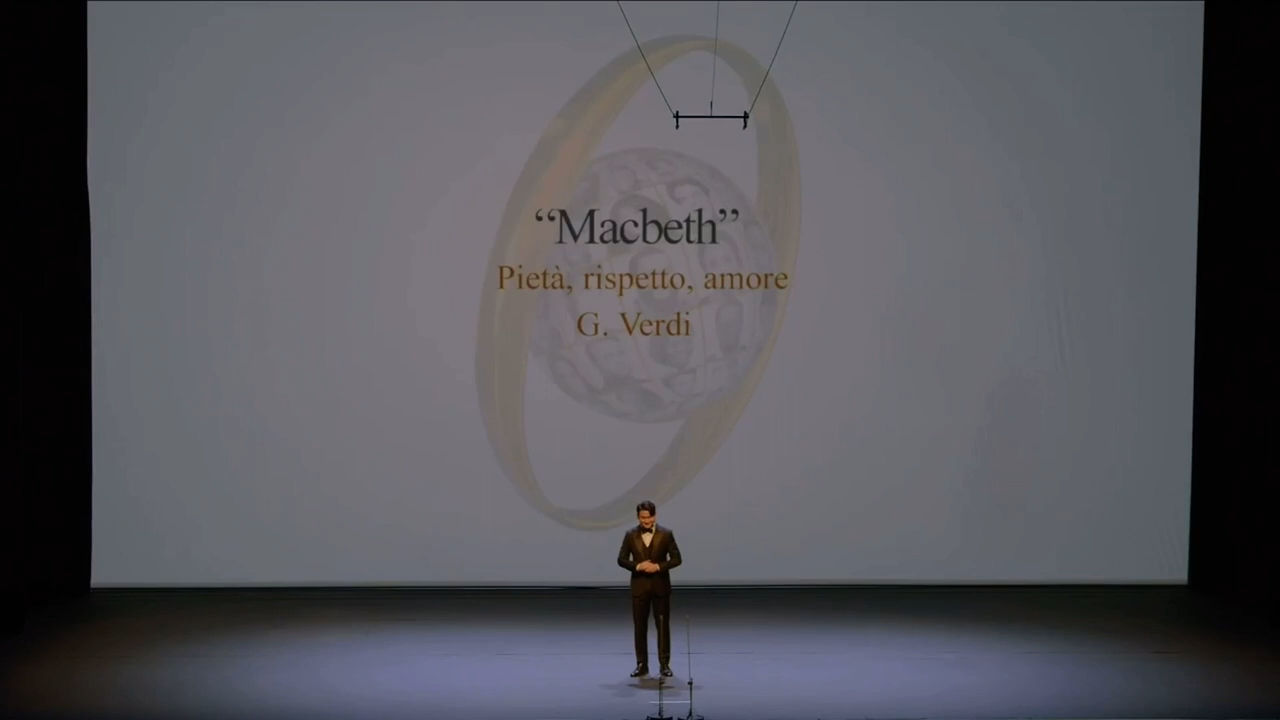 “Macbeth”
Pietà, rispetto, amore
G. Verdi